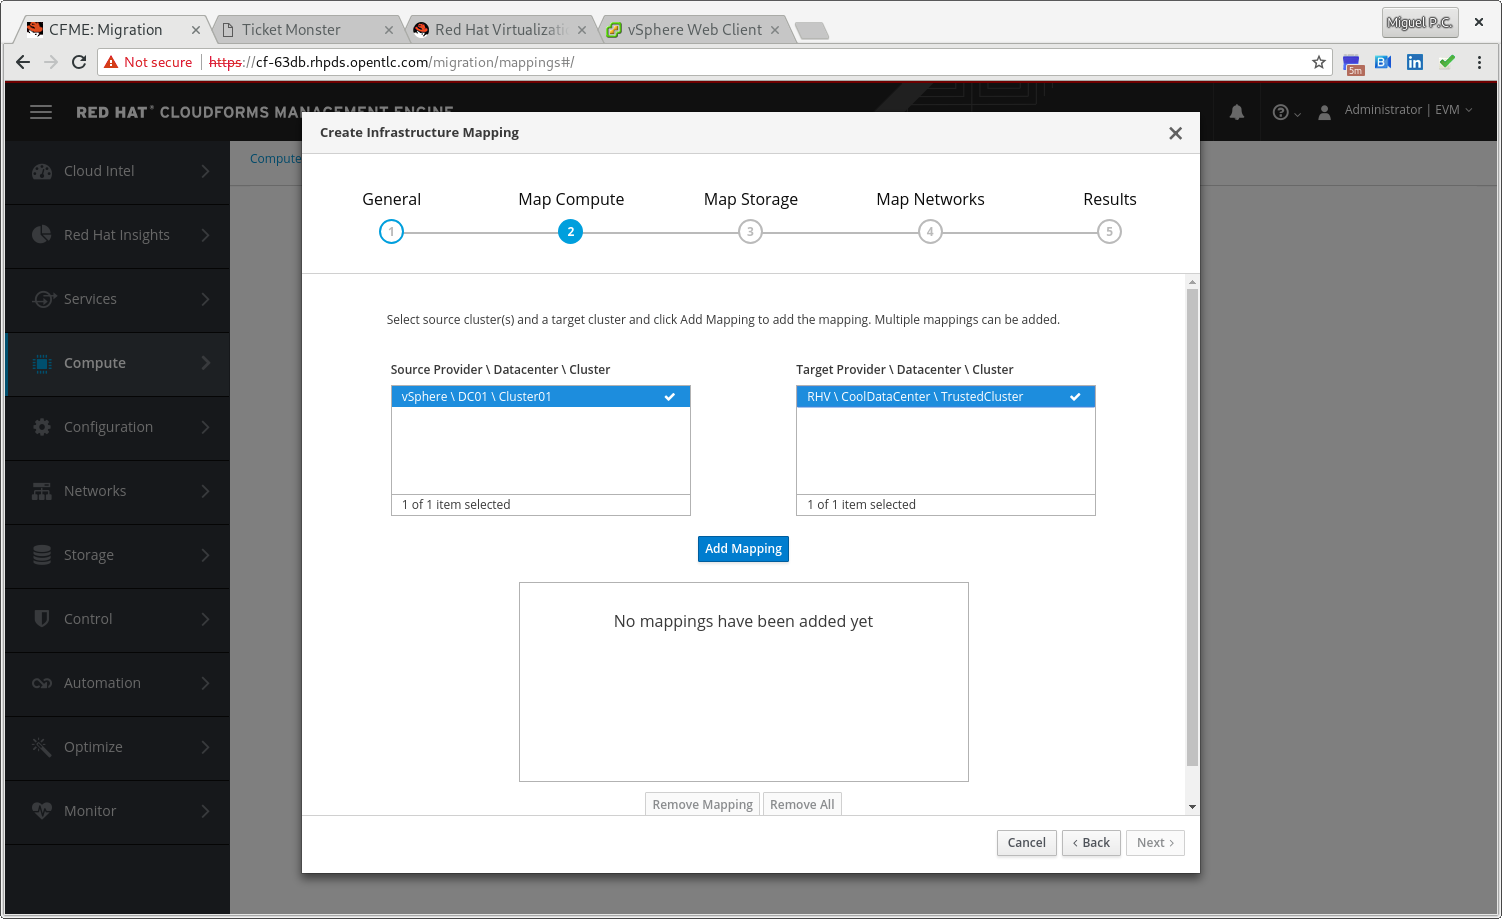 CFME: Migration
Ticket Monster
Red Hat Virtualizati
vSphere Web Client
Miguel P.C.
Not secure
https://cf-63db.rhpds.opentlc.com/migration/mappings#/
5m
RED HAT® CLOUDFORMS MANAGEMENT ENGINE
Administrator | EVM
Cloud Intel
Red Hat Insights
Services
Compute
Configuration
Networks
Storage
Control
Automation
Optimize
Monitor
Compute
Create Infrastructure Mapping
General
Map Compute
Map Storage
Map Networks
Results
1
2
3
4
5
Select source cluster(s) and a target cluster and click Add Mapping to add the mapping. Multiple mappings can be added.
Source Provider \ Datacenter \ Cluster
vSphere \ DC01 \ Cluster01
1 of 1 item selected
Target Provider \ Datacenter \ Cluster
RHV \ CoolDataCenter \ TrustedCluster
1 of 1 item selected
Add Mapping
No mappings have been added yet
Remove Mapping
Remove All
Cancel
‹ Back
Next ›